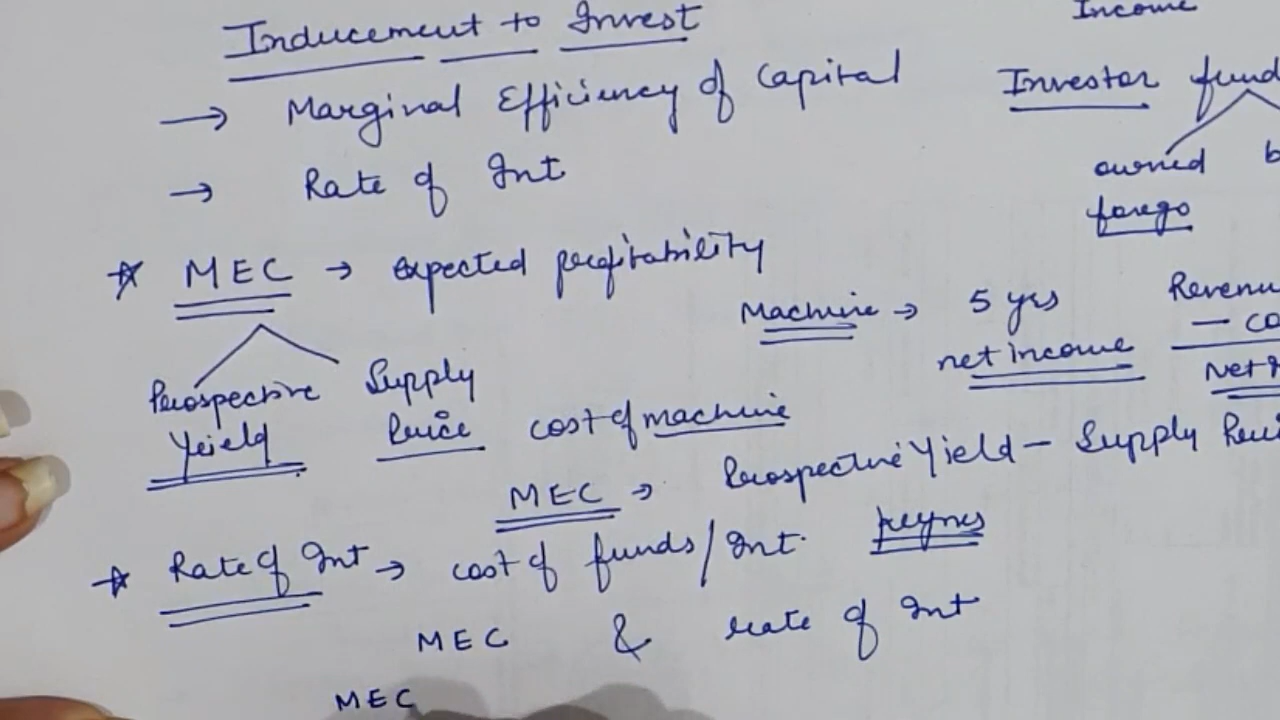 Inducement to Invest
→ Marginal Efficiency of Capital
→ Rate of Int
☆ MEC → expected profitability
Prospective Yield
Supply Price cost of machine
MEC → Prospective Yield - Supply
☆ Rate of Int → cost of funds/Int. Keynes
MEC & rate of Int
MEC
Income
Investor
owned
forego
Machine → 5 yrs
net income